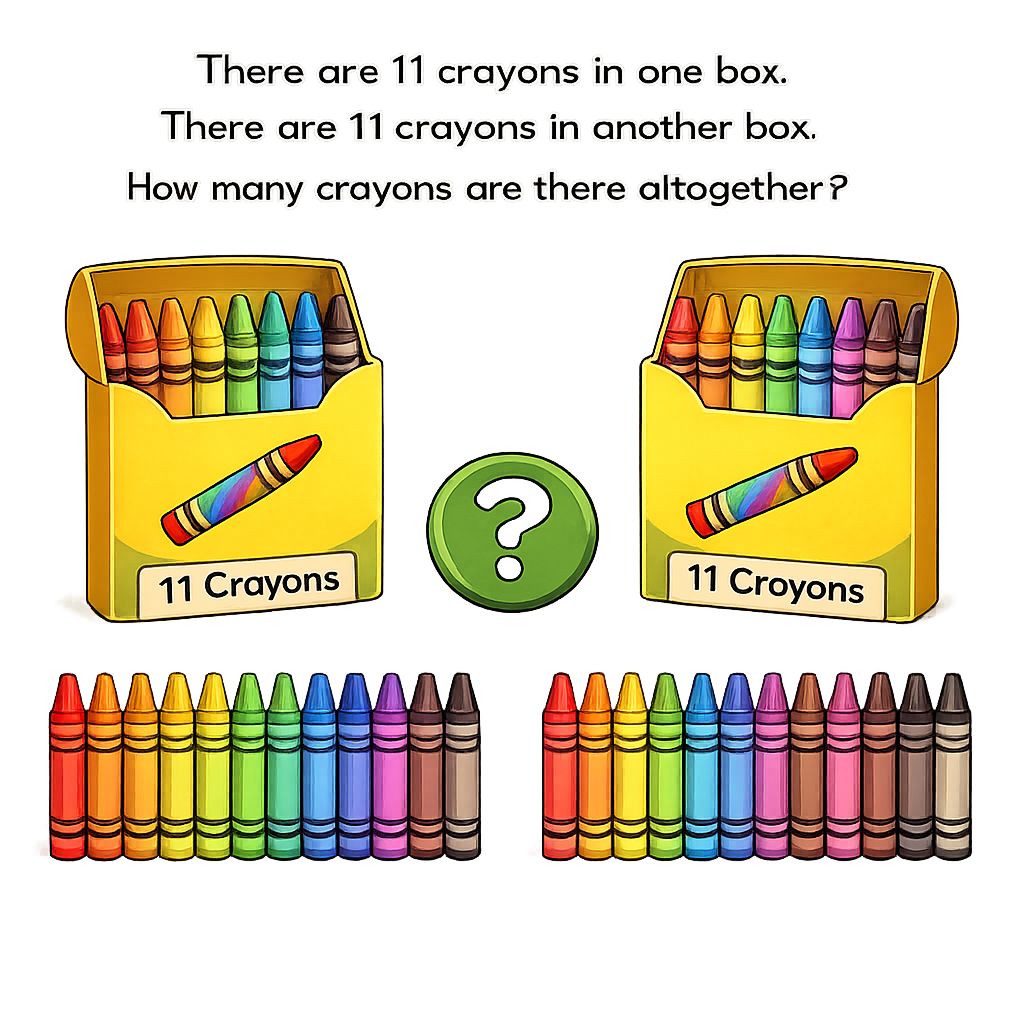 There are 11 crayons in one box.
There are 11 crayons in another box.
How many crayons are there altogether?
?
11 Crayons
11 Croyons